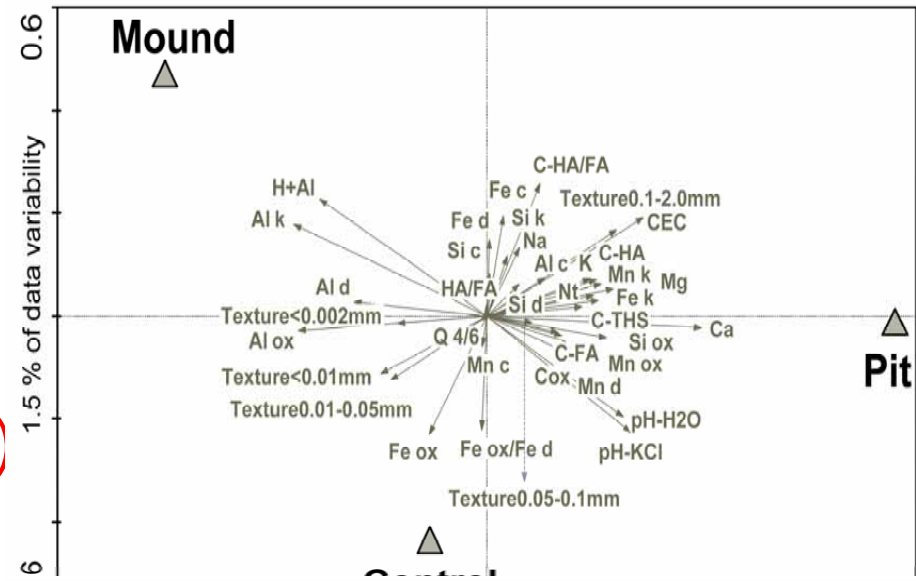 0.6
Mound
C-HA/FA
H+Al
Fe c
Texture0.1-2.0mm
Al k
Fe d
Si k
CEC
Si c
Na
C-HA
Al c
K
Mn k
Mg
Al d
HA/FA
Nt
Fe k
Si d
Texture<0.002mm
C-THS
Ca
Al ox
Q 4/6
Si ox
C-FA
Mn ox
Mn c
Pit
Texture<0.01mm
Cox
Mn d
Texture0.01-0.05mm
pH-H2O
Fe ox
Fe ox/Fe d
pH-KCl
Texture0.05-0.1mm
1.5 % of data variability
6
Control